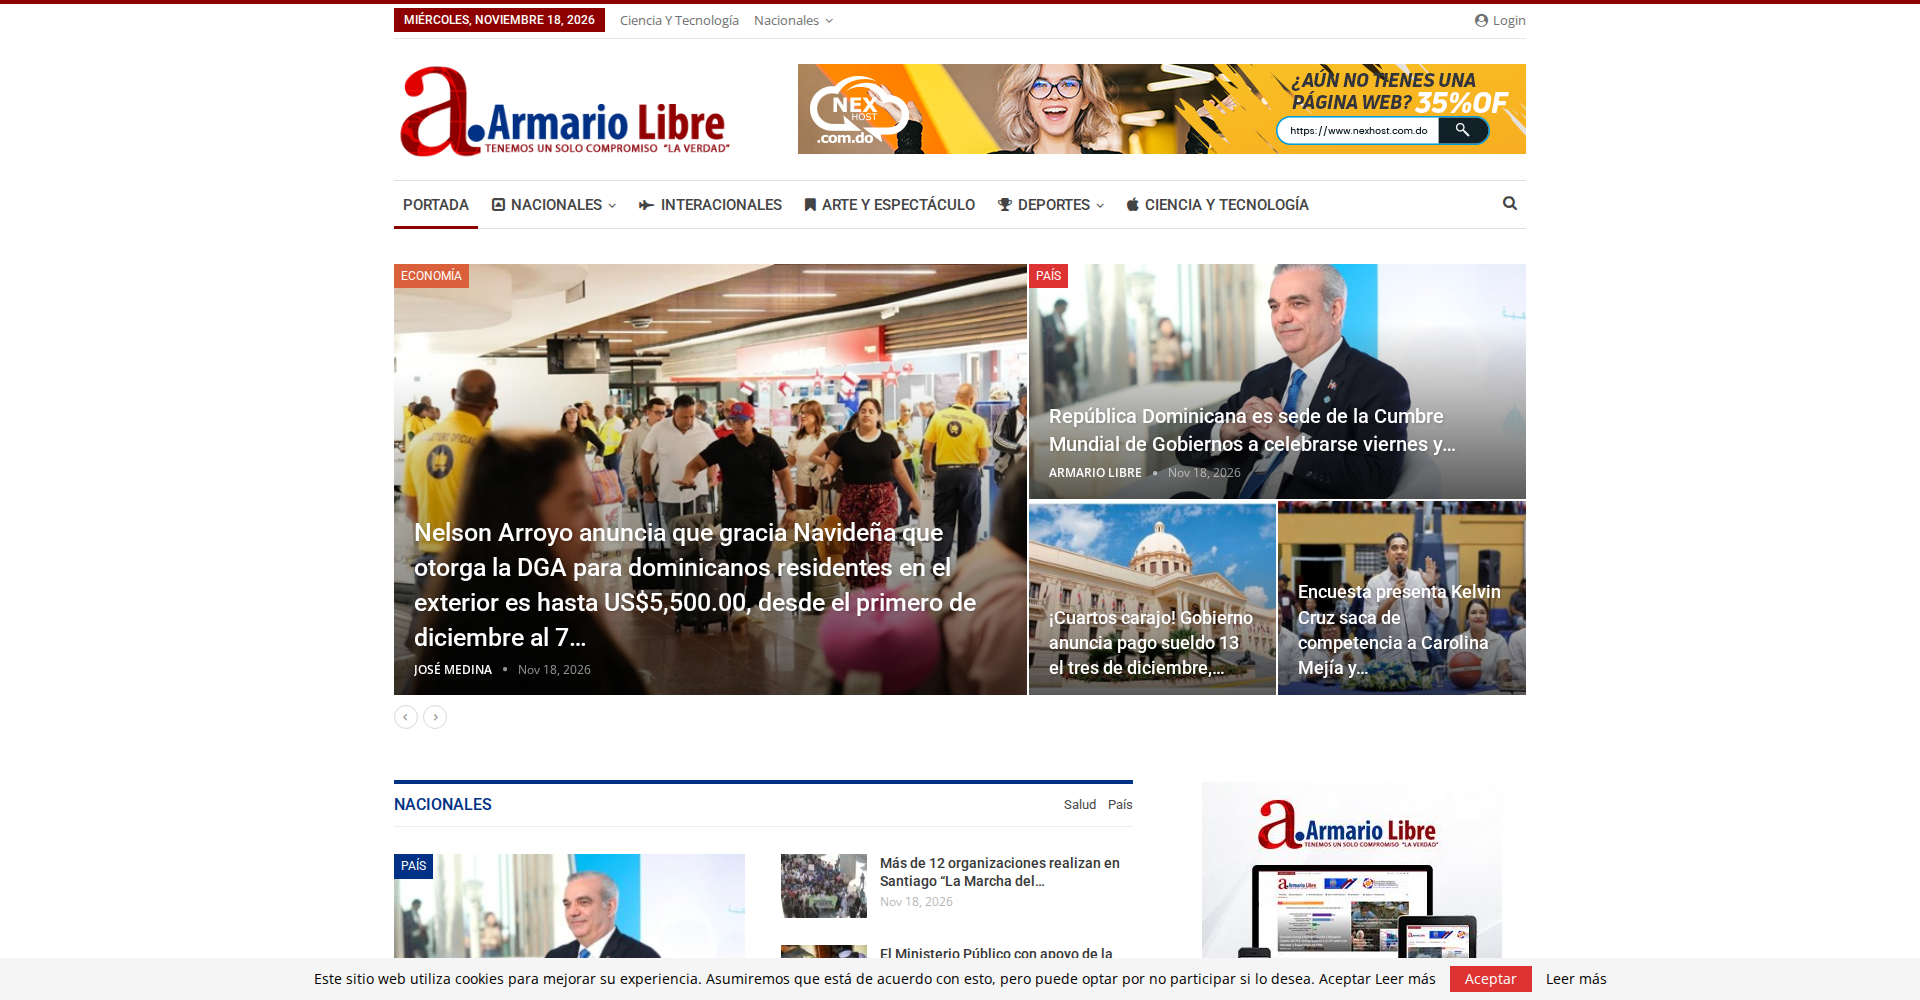 MIÉRCOLES, NOVIEMBRE 18, 2026
Ciencia Y Tecnología
Nacionales
Login
a.Armario Libre
TENEMOS UN SOLO COMPROMISO “LA VERDAD”
NEX
HOST
.com.do
¿AÚN NO TIENES UNA
PÁGINA WEB? 35%OF
https://www.nexhost.com.do
PORTADA
NACIONALES
INTERACIONALES
ARTE Y ESPECTÁCULO
DEPORTES
CIENCIA Y TECNOLOGÍA
ECONOMÍA
Nelson Arroyo anuncia que gracia Navideña que
otorga la DGA para dominicanos residentes en el
exterior es hasta US$5,500.00, desde el primero de
diciembre al 7…
JOSÉ MEDINA
Nov 18, 2026
PAÍS
República Dominicana es sede de la Cumbre
Mundial de Gobiernos a celebrarse viernes y…
ARMARIO LIBRE
Nov 18, 2026
¡Cuartos carajo! Gobierno
anuncia pago sueldo 13
el tres de diciembre,…
Encuesta presenta Kelvin
Cruz saca de
competencia a Carolina
Mejía y…
NACIONALES
Salud
País
PAÍS
Más de 12 organizaciones realizan en
Santiago “La Marcha del…
Nov 18, 2026
El Ministerio Público con apoyo de la
a.Armario Libre
TENEMOS UN SOLO COMPROMISO “LA VERDAD”
Armario Libre
Este sitio web utiliza cookies para mejorar su experiencia. Asumiremos que está de acuerdo con esto, pero puede optar por no participar si lo desea. Aceptar Leer más
Aceptar
Leer más